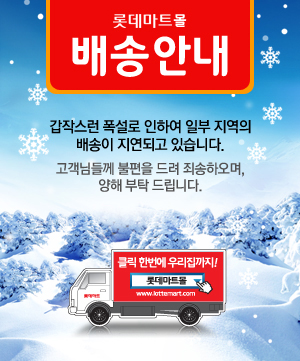 롯데마트몰
배송안내
갑작스런 폭설로 인하여 일부 지역의
배송이 지연되고 있습니다.
고객님들께 불편을 드려 죄송하오며,
양해 부탁 드립니다.
클릭 한번에 우리집까지!
롯데마트몰
www.lottemart.com
롯데마트